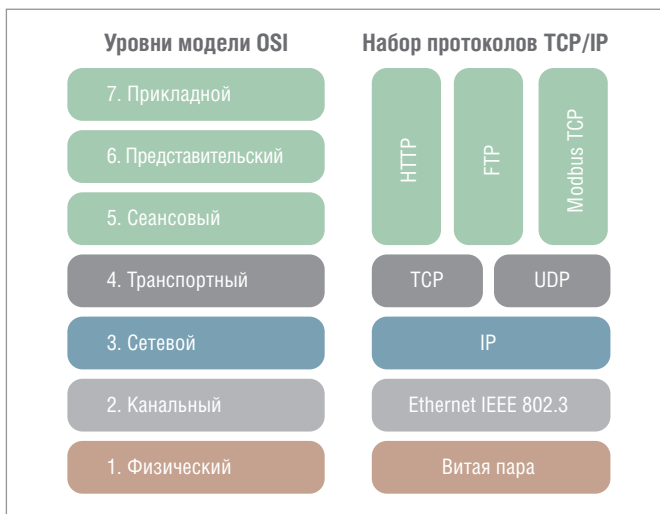 Уровни модели OSI
Набор протоколов TCP/IP
7. Прикладной
6. Представительский
5. Сеансовый
HTTP
FTP
Modbus TCP
4. Транспортный
TCP
UDP
3. Сетевой
IP
2. Канальный
Ethernet IEEE 802.3
1. Физический
Витая пара